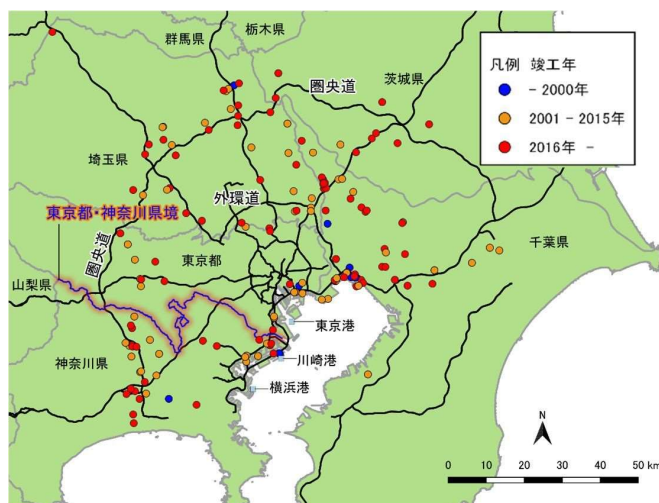 栃木県
群馬県
茨城県
圏央道
凡例 竣工年
- 2000年
2001 - 2015年
2016年 -
埼玉県
外環道
東京都・神奈川県境
圏央道
東京都
千葉県
山梨県
東京港
神奈川県
川崎港
横浜港
N
0 10 20 30 40 50 km